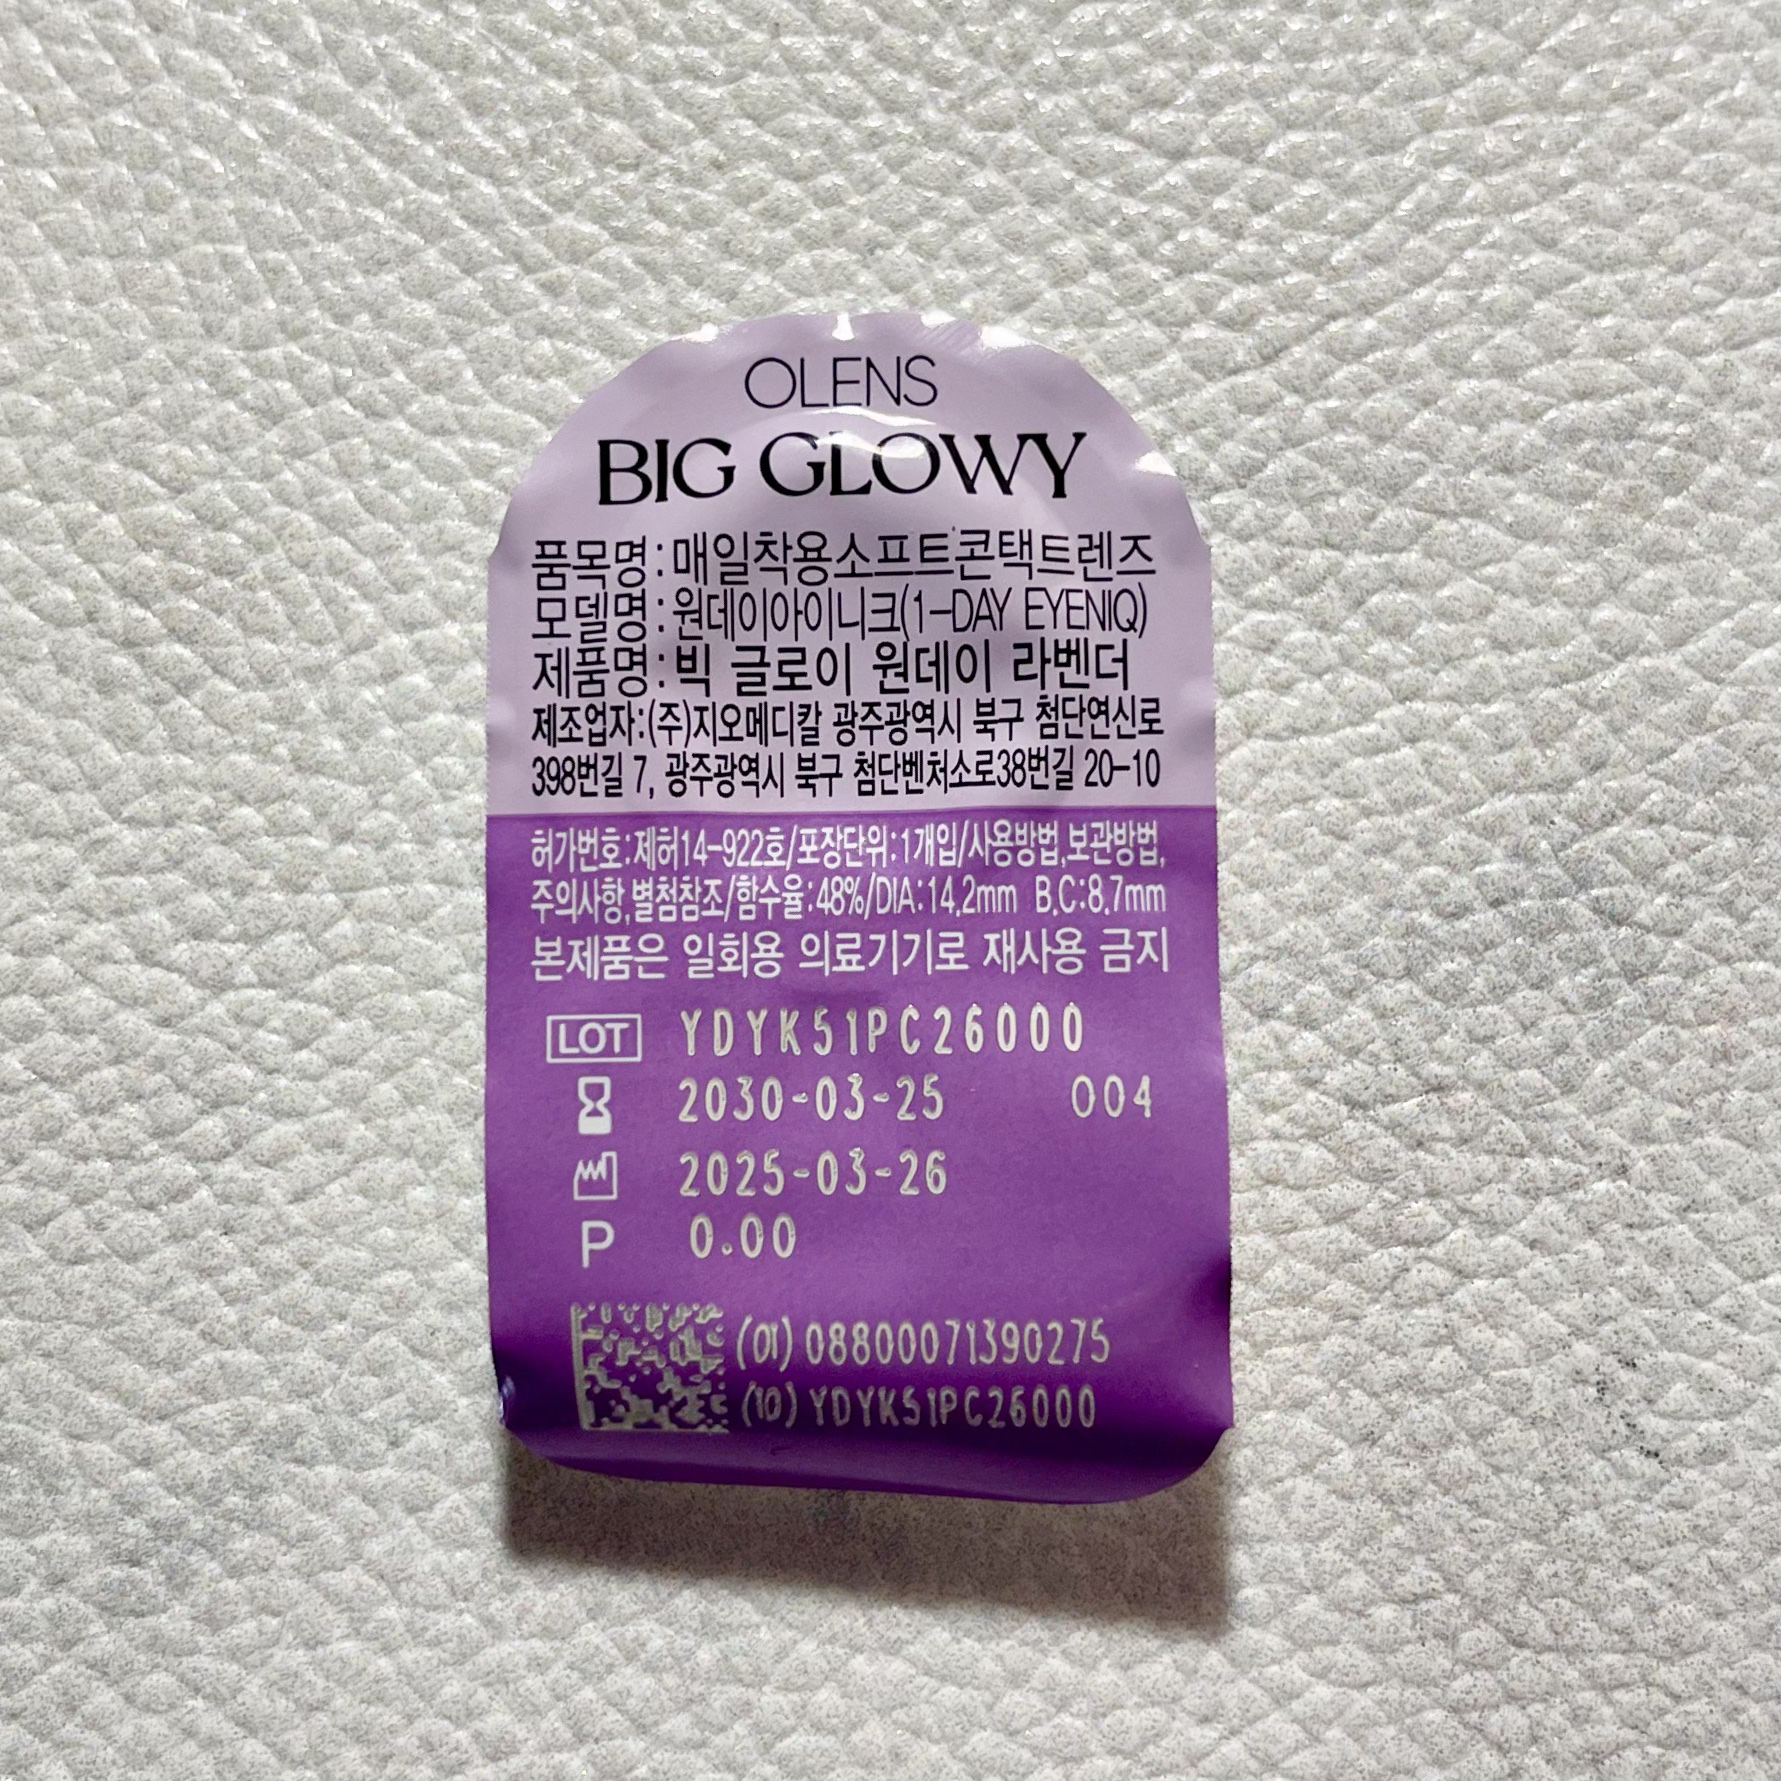 OLENS
BIG GLOWY
품목명:매일착용소프트콘택트렌즈
모델명:원데이아이니크(1-DAY EYENIQ)
제품명:빅 글로이 원데이 라벤더
제조업자:(주)지오메디칼 광주광역시 북구 첨단연신로
398번길 7, 광주광역시 북구 첨단벤처소로38번길 20-10
허가번호:제허14-922호/포장단위:1개입/사용방법,보관방법,
주의사항,별첨참조/함수율:48%/DIA:14.2mm B.C:8.7mm
본제품은 일회용 의료기기로 재사용 금지
LOT YDYK51PC26000
2030-03-25 004
2025-03-26
P 0.00
(01) 08800071390275
(10) YDYK51PC26000